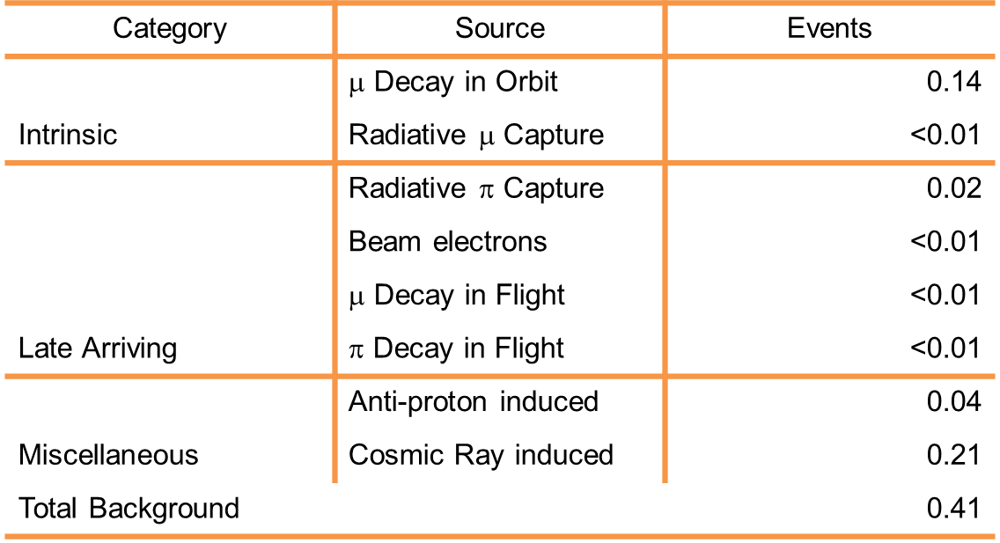 Category Source Events
μ Decay in Orbit 0.14
Intrinsic Radiative μ Capture <0.01
Radiative π Capture 0.02
Beam electrons <0.01
μ Decay in Flight <0.01
Late Arriving π Decay in Flight <0.01
Anti-proton induced 0.04
Miscellaneous Cosmic Ray induced 0.21
Total Background 0.41